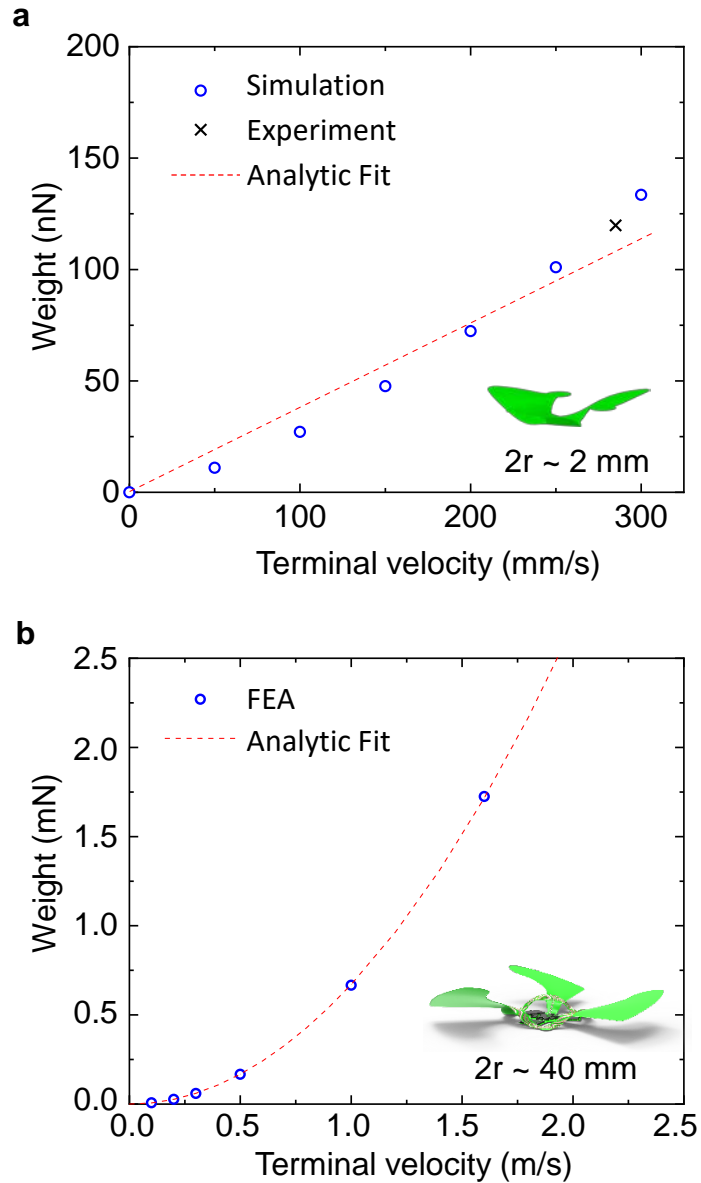 a
200
150
100
50
0
Weight (nN)
Simulation
Experiment
Analytic Fit
2r ~ 2 mm
0
100
200
300
Terminal velocity (mm/s)
b
2.5
2.0
1.5
1.0
0.5
0.0
Weight (mN)
FEA
Analytic Fit
2r ~ 40 mm
0.0
0.5
1.0
1.5
2.0
2.5
Terminal velocity (m/s)